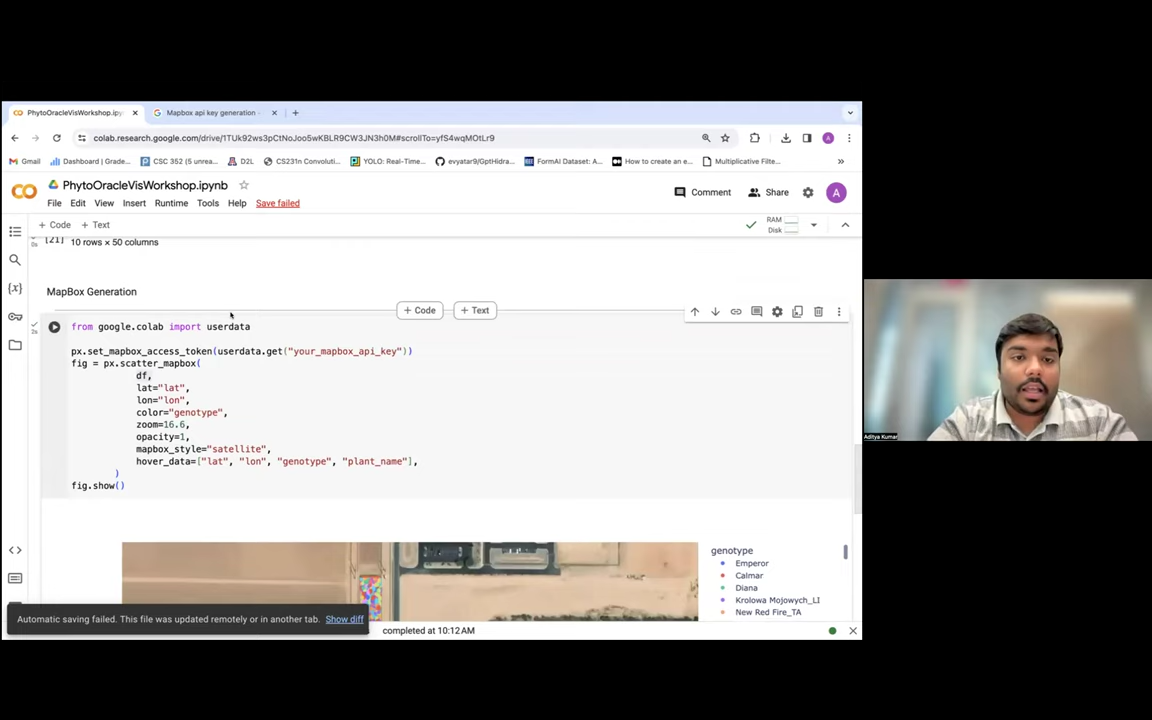 PhytoOracleVisWorkshop.ipyn
Mapbox api key generation
colab.research.google.com/drive/1TUk92ws3pCtNoJoo5wKBLR9CW3JN3h0M#scrollTo=yfS4wqMOtLr9
Gmail
Dashboard | Grade...
CSC 352 (5 unrea...
D2L
CS231n Convoluti...
YOLO: Real-Time...
evyatar9/GptHidra...
FormAI Dataset: A...
How to create an e...
Multiplicative Filte...
»
PhytoOracleVisWorkshop.ipynb
Comment
Share
A
File Edit View Insert Runtime Tools Help Save failed
+ Code + Text
RAM
Disk
[21] 10 rows × 50 columns
MapBox Generation
+ Code
+ Text
from google.colab import userdata
px.set_mapbox_access_token(userdata.get("your_mapbox_api_key"))
fig = px.scatter_mapbox(
df,
lat="lat",
lon="lon",
color="genotype",
zoom=16.6,
opacity=1,
mapbox_style="satellite",
hover_data=["lat", "lon", "genotype", "plant_name"],
)
fig.show()
genotype
Emperor
Calmar
Diana
Krolowa Mojowych_LI
New Red Fire_TA
Automatic saving failed. This file was updated remotely or in another tab. Show diff
completed at 10:12 AM
Aditya Kumar